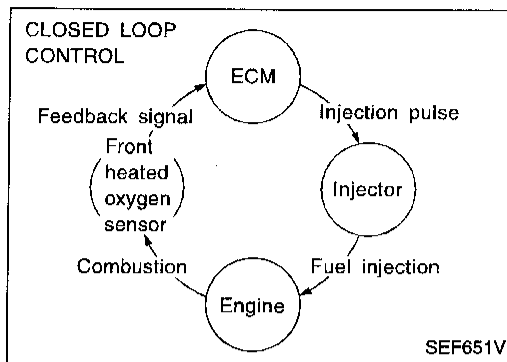 CLOSED LOOP
CONTROL
ECM
Feedback signal
Injection pulse
(Front
heated
oxygen
sensor)
Injector
Combustion
Fuel injection
Engine
SEF651V